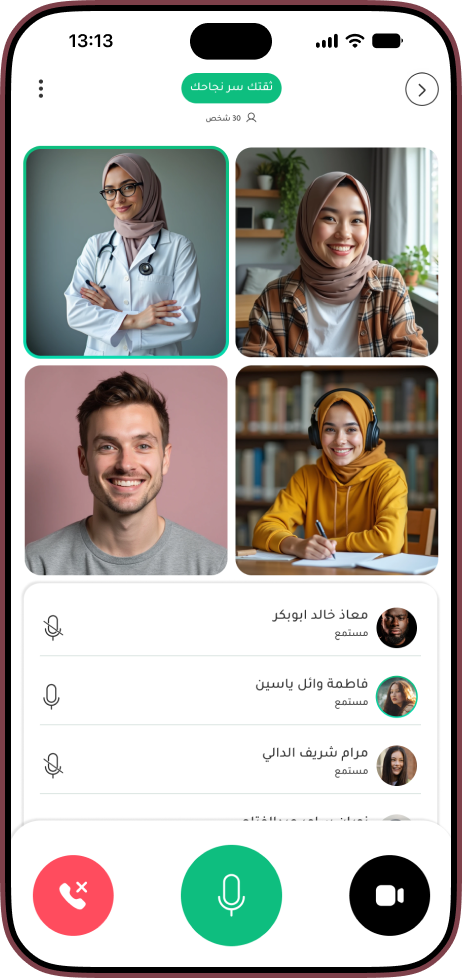 13:13
ثقتك سر نجاحك
30 شخص
معاذ خالد ابوبكر
مستمع
فاطمة وائل ياسين
مستمع
مرام شريف الدالي
مستمع